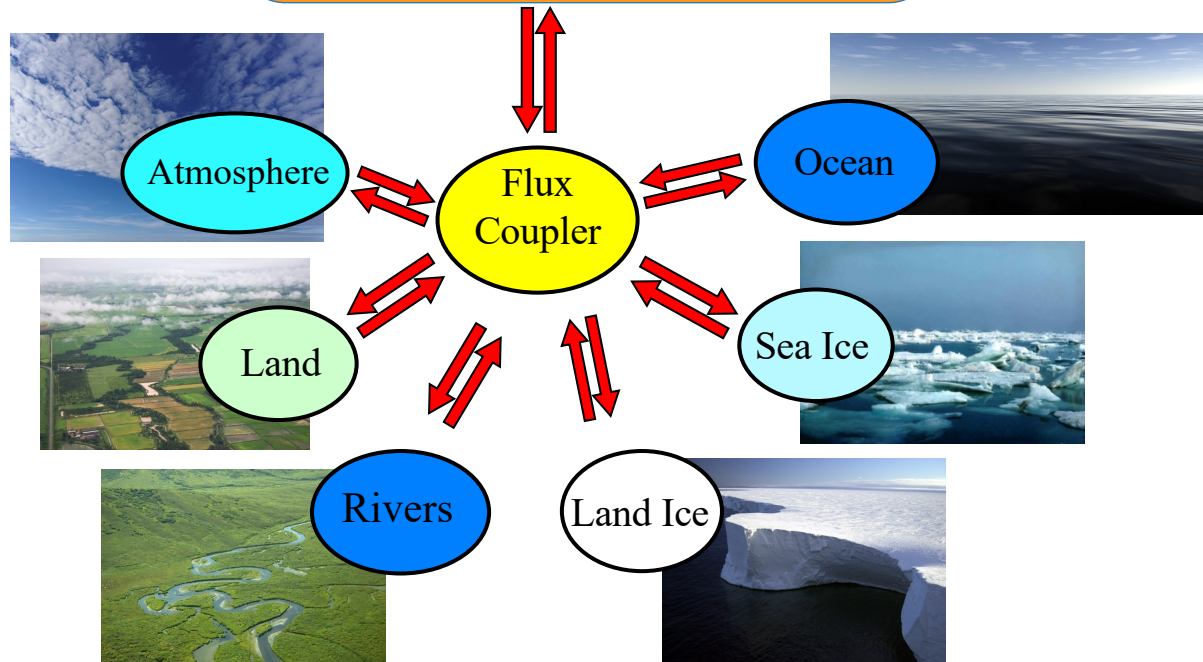 Atmosphere
Flux
Coupler
Ocean
Land
Sea Ice
Rivers
Land Ice